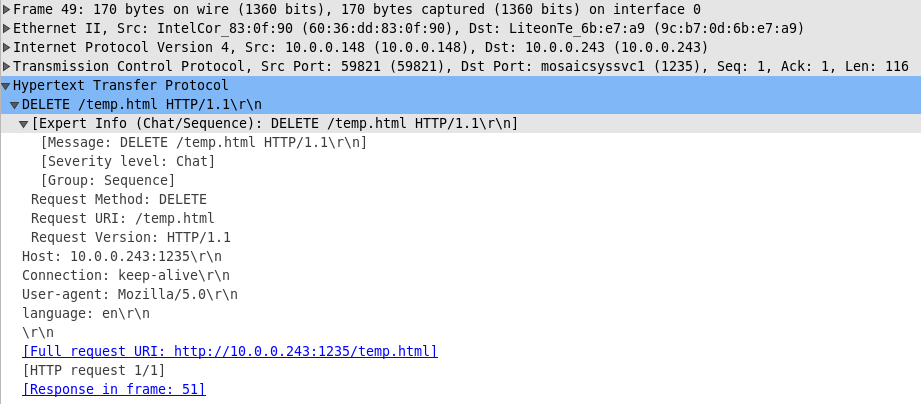 Frame 49: 170 bytes on wire (1360 bits), 170 bytes captured (1360 bits) on interface 0
Ethernet II, Src: IntelCor_83:0f:90 (60:36:dd:83:0f:90), Dst: LiteonTe_6b:e7:a9 (9c:b7:0d:6b:e7:a9)
Internet Protocol Version 4, Src: 10.0.0.148 (10.0.0.148), Dst: 10.0.0.243 (10.0.0.243)
Transmission Control Protocol, Src Port: 59821 (59821), Dst Port: mosaicsyssvc1 (1235), Seq: 1, Ack: 1, Len: 116
Hypertext Transfer Protocol
DELETE /temp.html HTTP/1.1\r\n
[Expert Info (Chat/Sequence): DELETE /temp.html HTTP/1.1\r\n]
[Message: DELETE /temp.html HTTP/1.1\r\n]
[Severity level: Chat]
[Group: Sequence]
Request Method: DELETE
Request URI: /temp.html
Request Version: HTTP/1.1
Host: 10.0.0.243:1235\r\n
Connection: keep-alive\r\n
User-agent: Mozilla/5.0\r\n
language: en\r\n
\r\n
[Full request URI: http://10.0.0.243:1235/temp.html]
[HTTP request 1/1]
[Response in frame: 51]